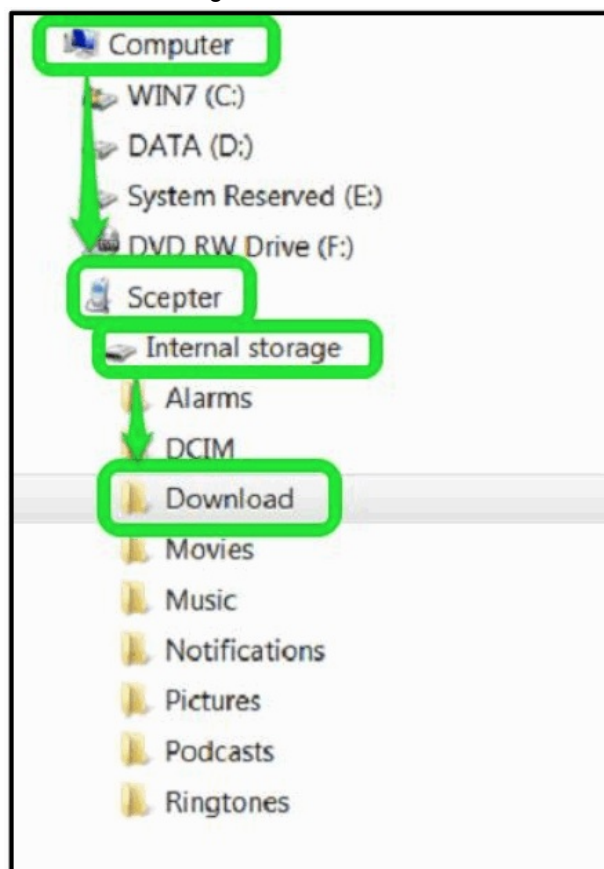 Computer
WIN7 (C:)
DATA (D:)
System Reserved (E:)
DVD RW Drive (F:)
Scepter
Internal storage
Alarms
DCIM
Download
Movies
Music
Notifications
Pictures
Podcasts
Ringtones